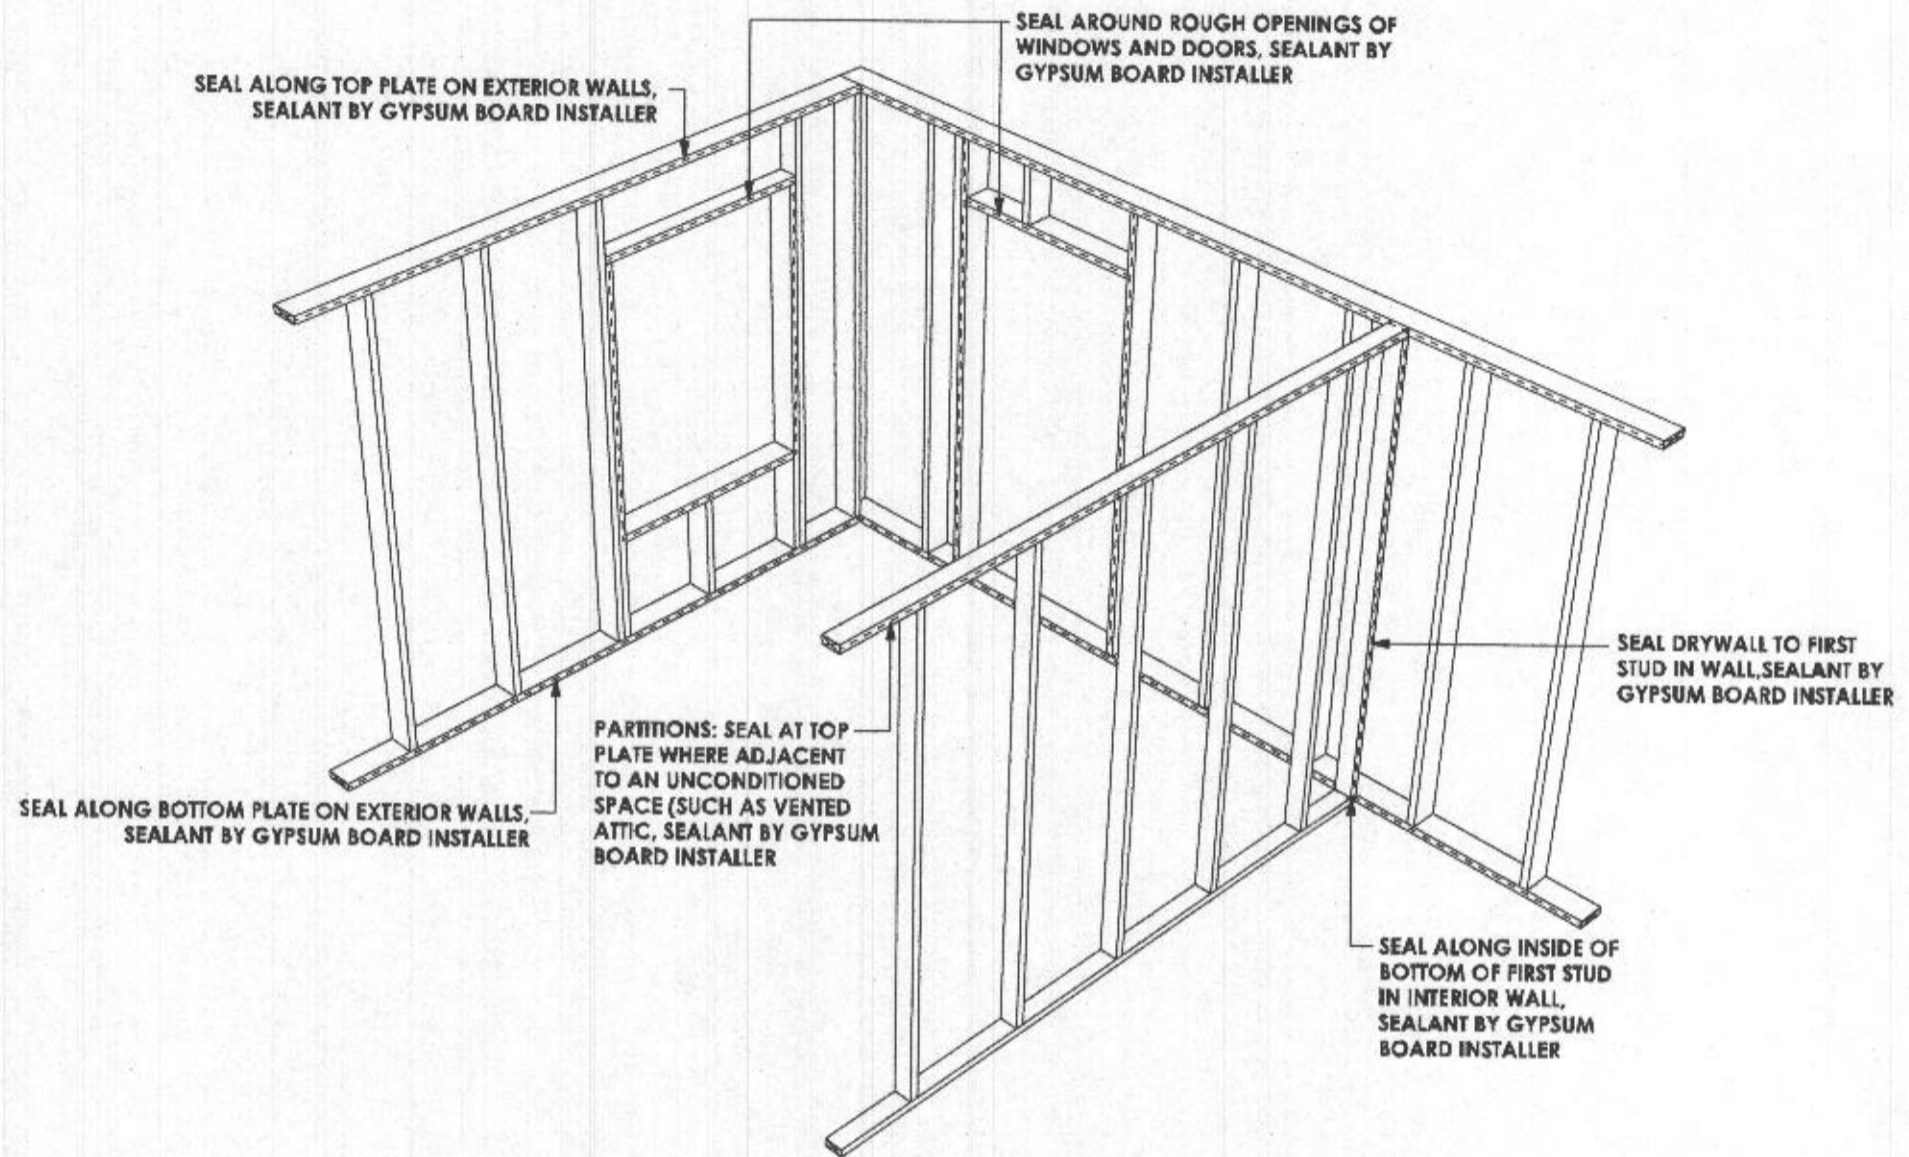 SEAL AROUND ROUGH OPENINGS OF
WINDOWS AND DOORS, SEALANT BY
GYPSUM BOARD INSTALLER
SEAL ALONG TOP PLATE ON EXTERIOR WALLS,
SEALANT BY GYPSUM BOARD INSTALLER
SEAL DRYWALL TO FIRST
STUD IN WALL,SEALANT BY
GYPSUM BOARD INSTALLER
PARTITIONS: SEAL AT TOP
PLATE WHERE ADJACENT
TO AN UNCONDITIONED
SPACE (SUCH AS VENTED
ATTIC, SEALANT BY GYPSUM
BOARD INSTALLER
SEAL ALONG BOTTOM PLATE ON EXTERIOR WALLS,
SEALANT BY GYPSUM BOARD INSTALLER
SEAL ALONG INSIDE OF
BOTTOM OF FIRST STUD
IN INTERIOR WALL,
SEALANT BY GYPSUM
BOARD INSTALLER